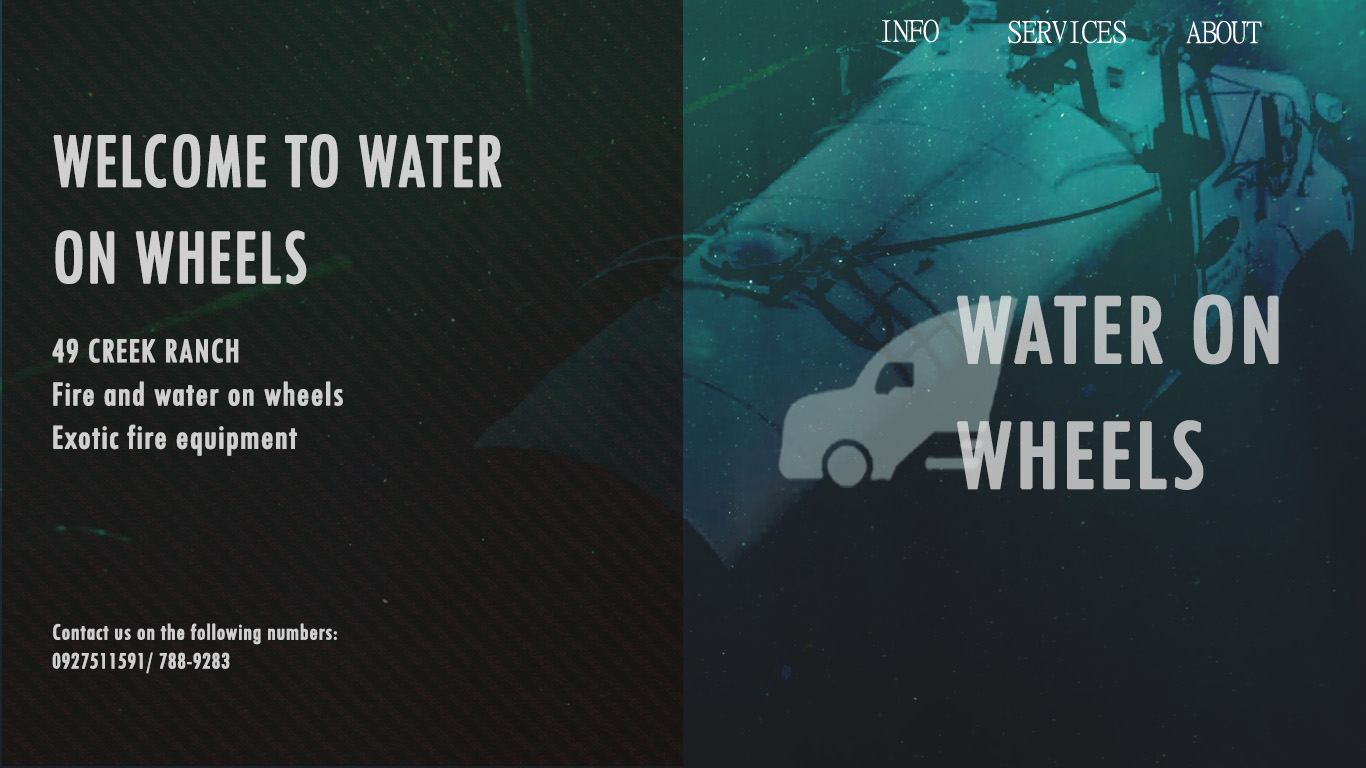 INFO SERVICES ABOUT
WELCOME TO WATER
ON WHEELS
49 CREEK RANCH
Fire and water on wheels
Exotic fire equipment
Contact us on the following numbers:
0927511591/ 788-9283
WATER ON
WHEELS